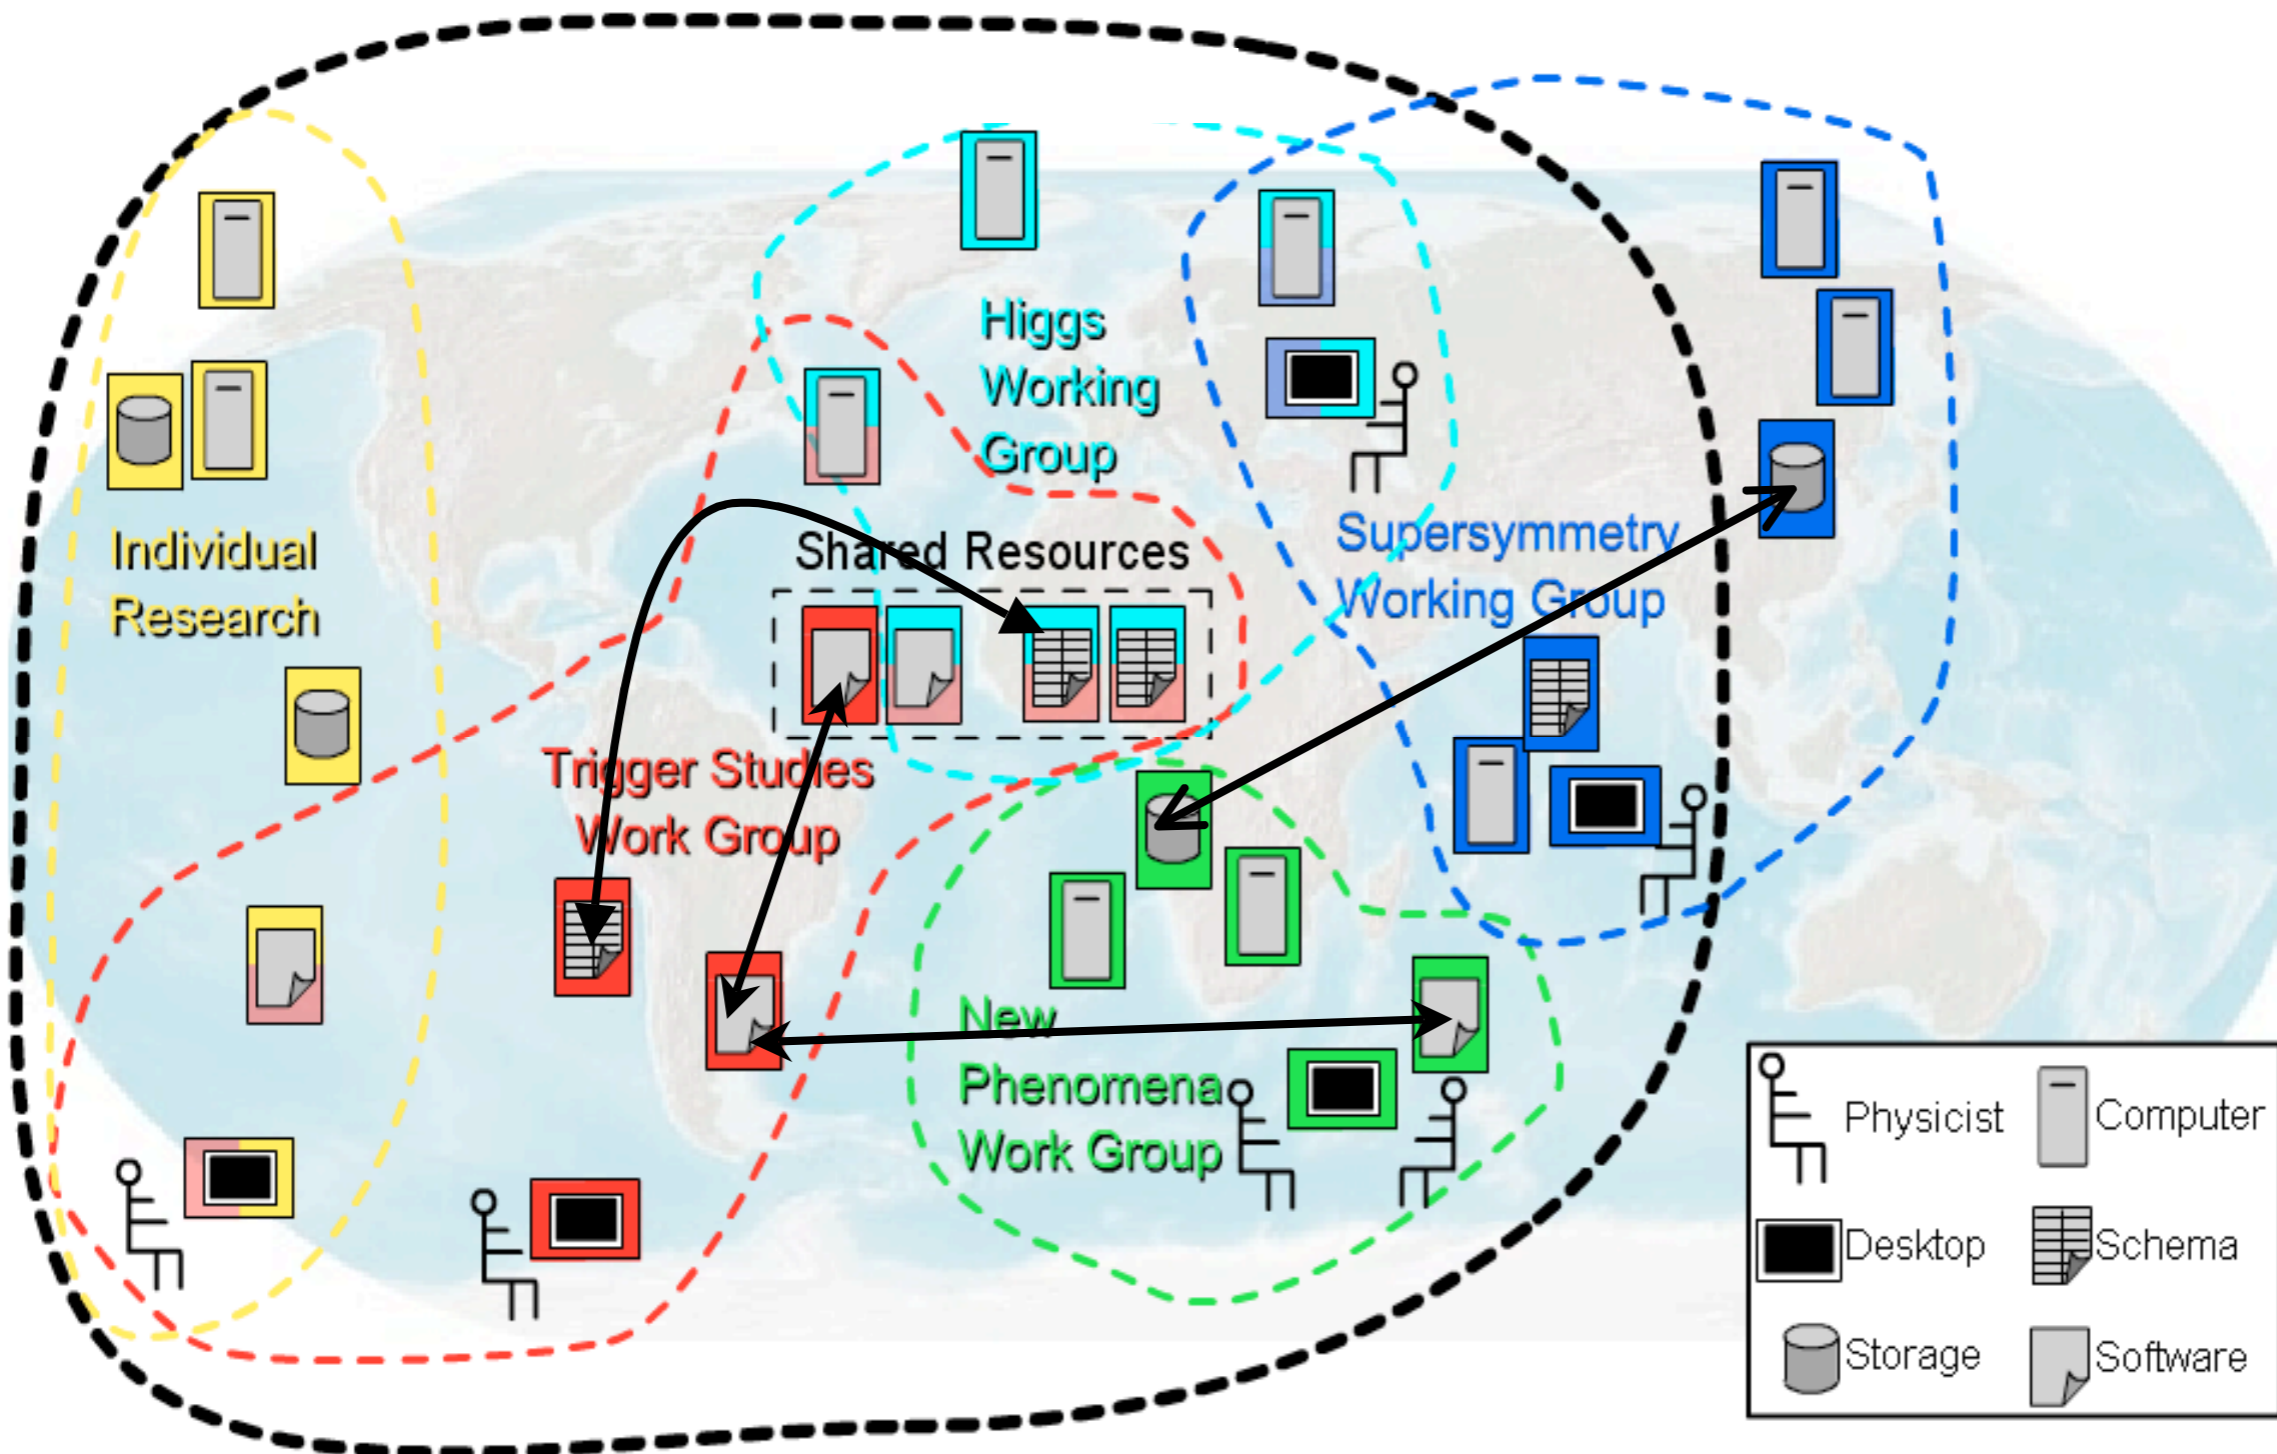 Higgs
Working
Group
Individual
Research
Shared Resources
Supersymmetry
Working Group
Trigger Studies
Work Group
New
Phenomena
Work Group
Physicist
Computer
Desktop
Schema
Storage
Software